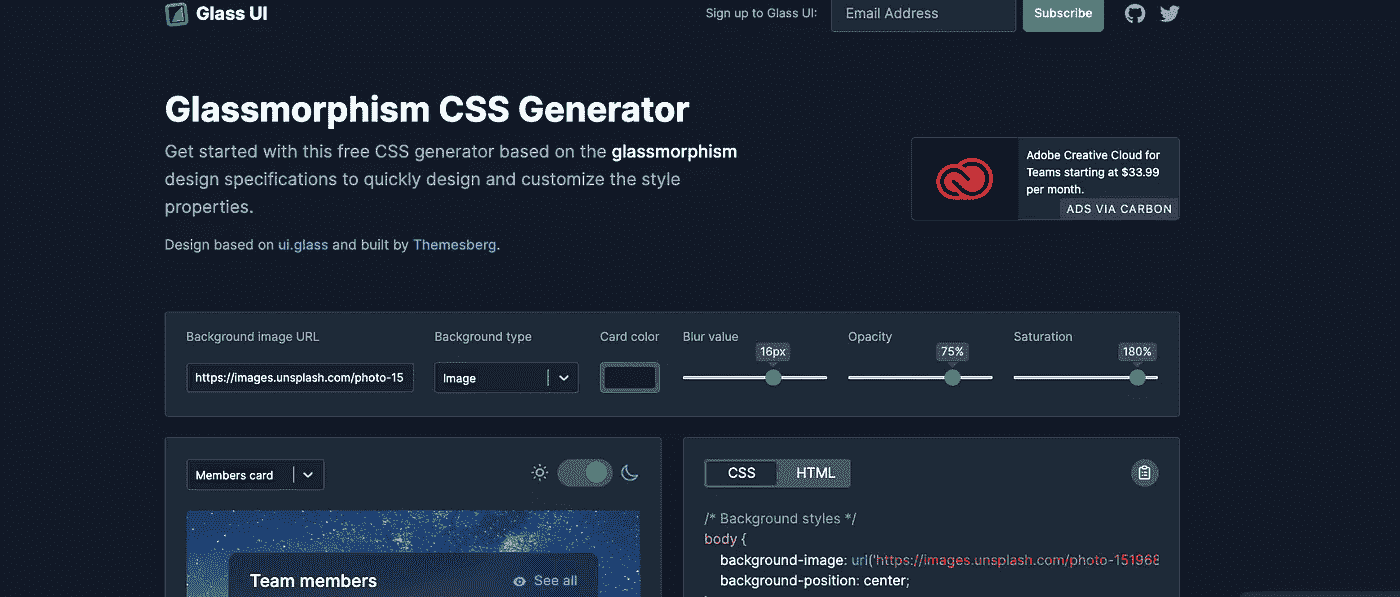 Glass UI
Sign up to Glass UI:
Email Address
Subscribe
Glassmorphism CSS Generator
Get started with this free CSS generator based on the glassmorphism
design specifications to quickly design and customize the style
properties.
Design based on ui.glass and built by Themesberg.
Adobe Creative Cloud for
Teams starting at $33.99
per month.
ADS VIA CARBON
Background image URL
https://images.unsplash.com/photo-15
Background type
Image
Card color
Blur value
16px
Opacity
75%
Saturation
180%
Members card
Team members
See all
CSS
HTML
/* Background styles */
body {
background-image: url('https://images.unsplash.com/photo-151968
background-position: center;